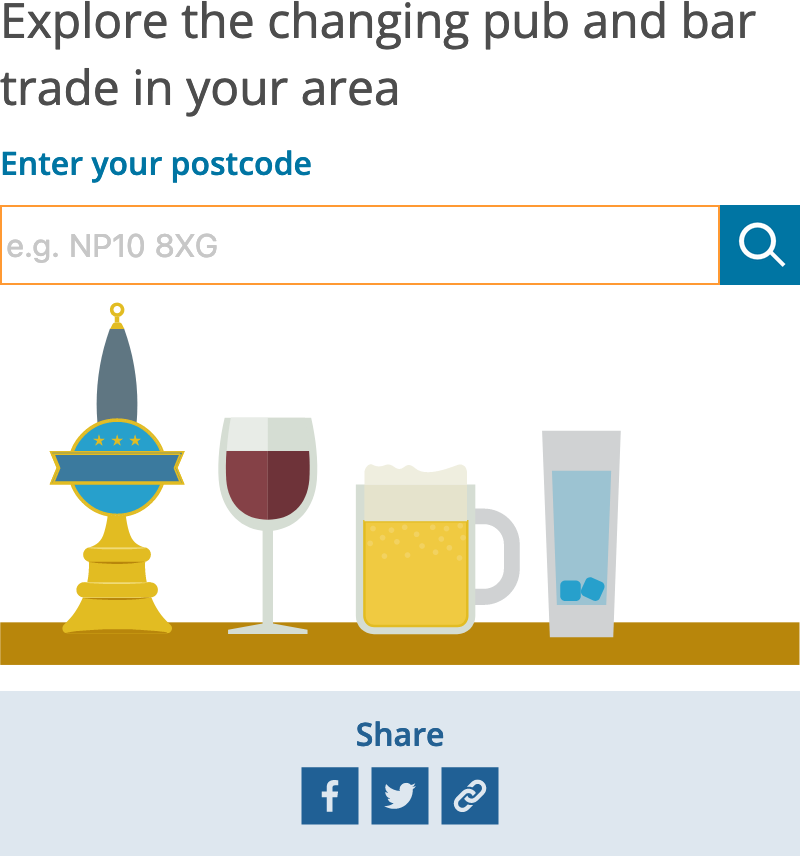 Explore the changing pub and bar
trade in your area
Enter your postcode
e.g. NP10 8XG
Share